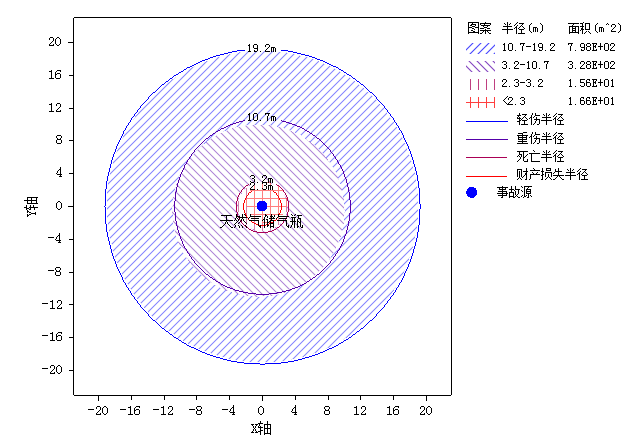 图案 半径(m) 面积(m^2)
10.7-19.2 7.98E+02
3.2-10.7 3.28E+02
2.3-3.2 1.56E+01
<2.3 1.66E+01
轻伤半径
重伤半径
死亡半径
财产损失半径
事故源
19.2m
10.7m
3.2m
2.3m
天然气储气瓶
Y轴
20
16
12
8
4
0
-4
-8
-12
-16
-20
-20 -16 -12 -8 -4 0 4 8 12 16 20
X轴